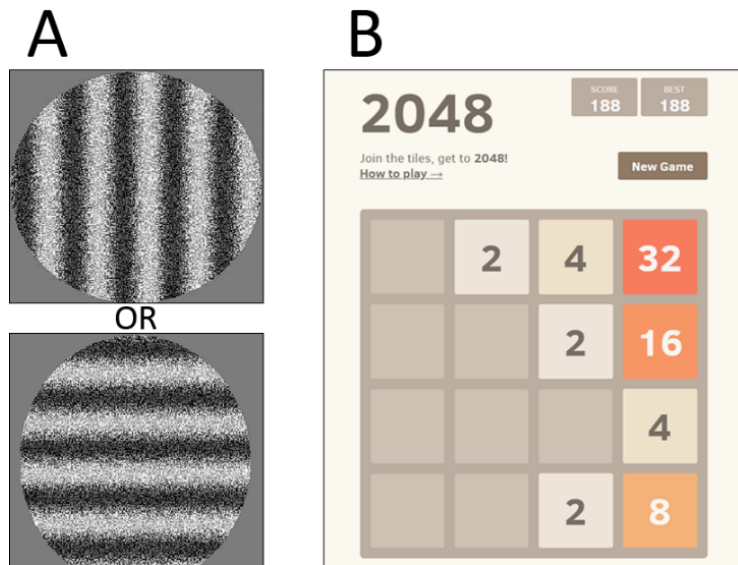 A
OR
B
2048
SCORE
188
BEST
188
Join the tiles, get to 2048!
How to play →
New Game
2 4 32
2 16
4
2 8